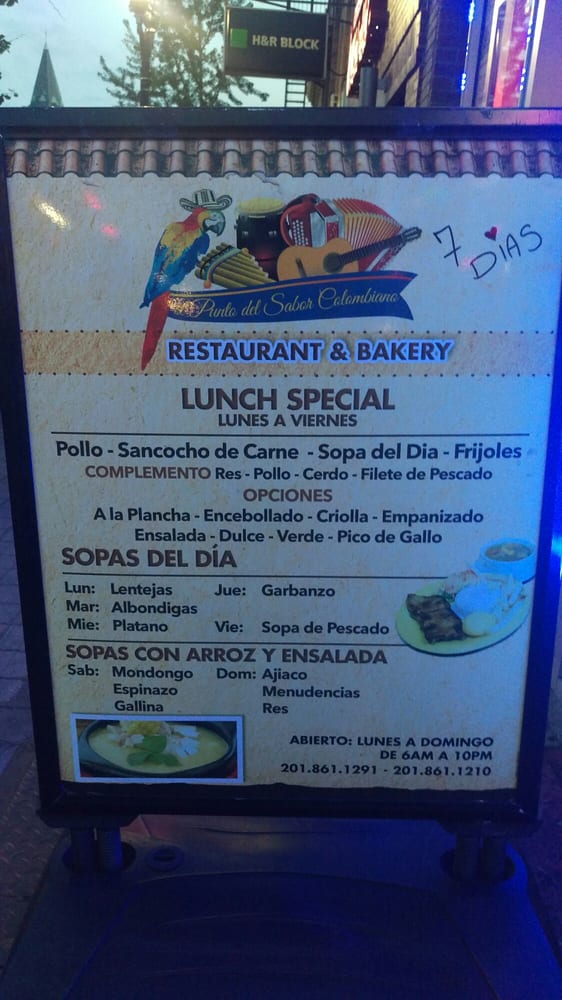 H&R BLOCK
7 DIAS
Punto del Sabor Colombiano
RESTAURANT & BAKERY
LUNCH SPECIAL
LUNES A VIERNES
Pollo - Sancocho de Carne - Sopa del Dia - Frijoles
COMPLEMENTO Res - Pollo - Cerdo - Filete de Pescado
OPCIONES
A la Plancha - Encebollado - Criolla - Empanizado
Ensalada - Dulce - Verde - Pico de Gallo
SOPAS DEL DÍA
Lun: Lentejas Jue: Garbanzo
Mar: Albondigas
Mie: Platano Vie: Sopa de Pescado
SOPAS CON ARROZ Y ENSALADA
Sab: Mondongo Dom: Ajiaco
Espinazo Menudencias
Gallina Res
ABIERTO: LUNES A DOMINGO
DE 6AM A 10PM
201.861.1291 - 201.861.1210